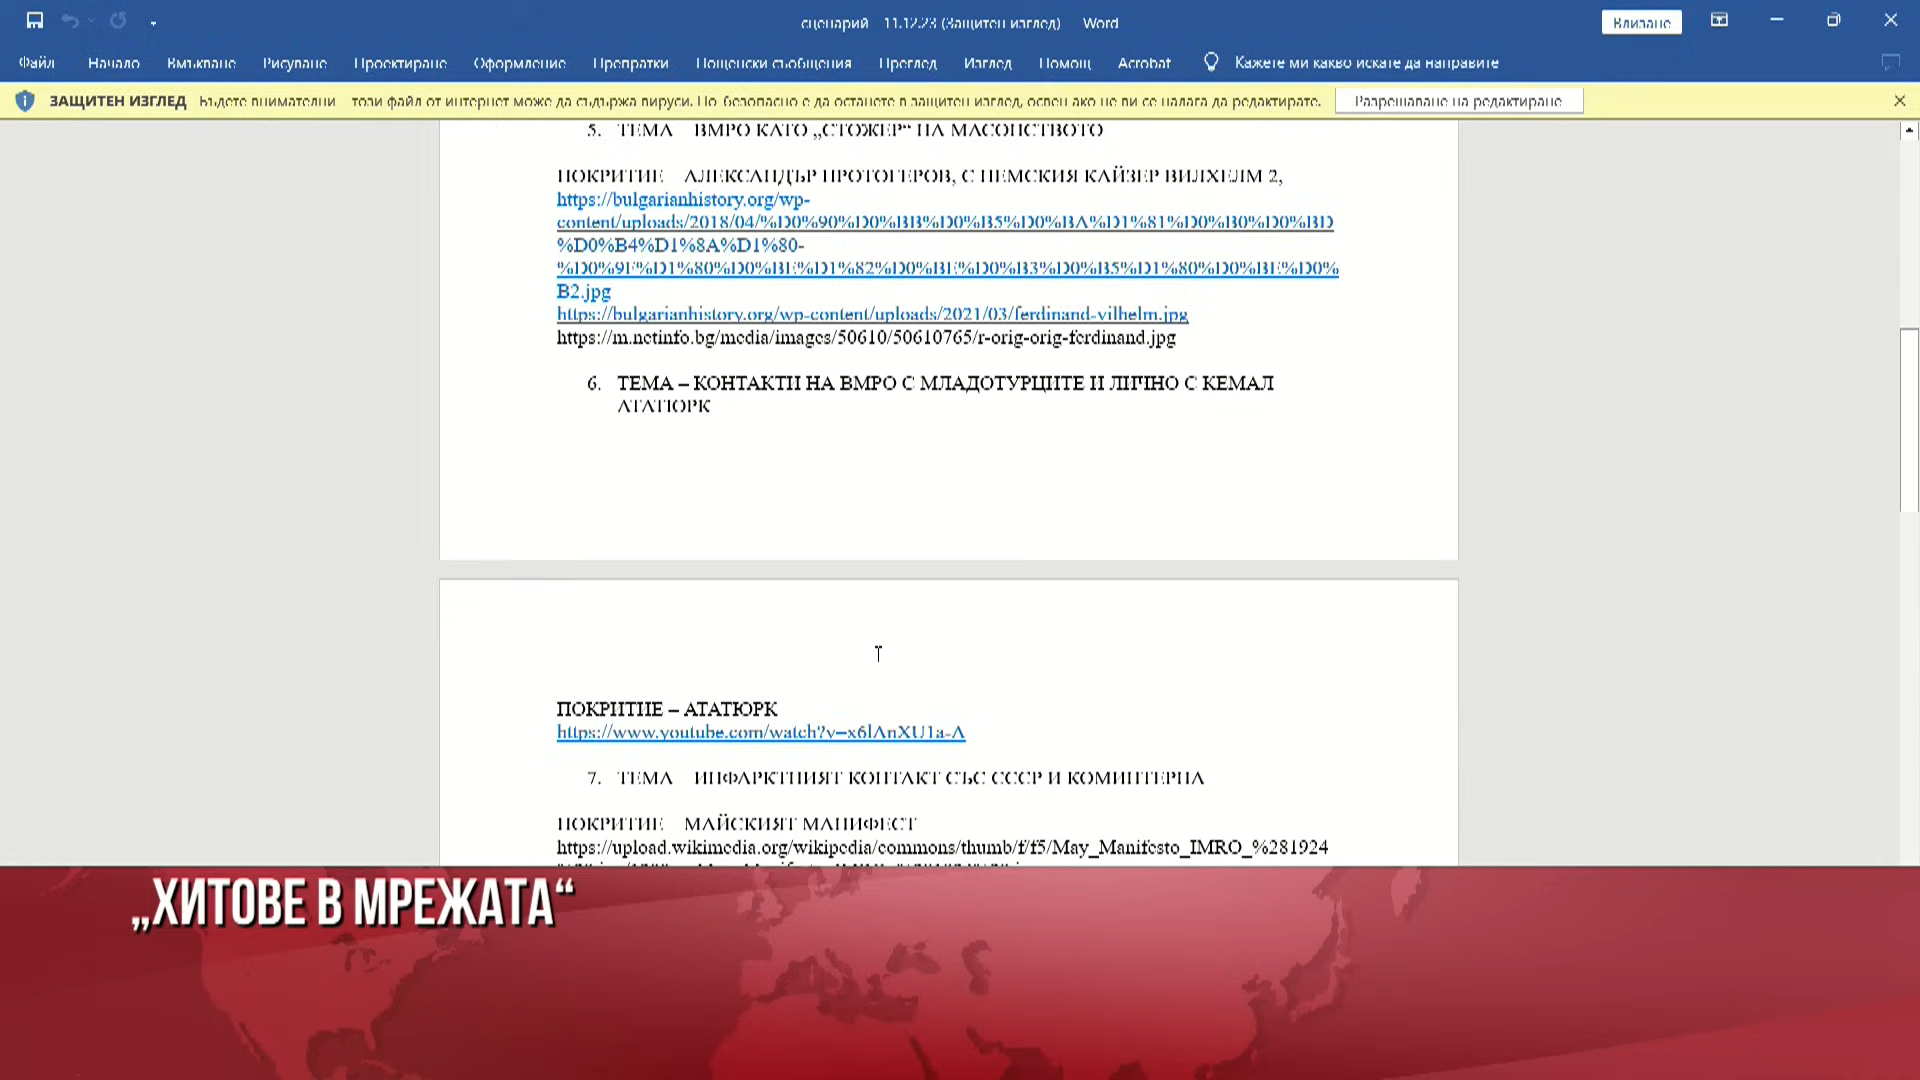 сценарий 11.12.23 (Защитен изглед) Word
Влизане
Файл Начало Вмъкване Рисуване Проектиране Оформление Препратки Пощенски съобщения Преглед Изглед Помощ Acrobat Кажете ми какво искате да направите
ЗАЩИТЕН ИЗГЛЕД Бъдете внимателни този файл от интернет може да съдържа вируси. По-безопасно е да останете в защитен изглед, освен ако не ви се налага да редактирате. Разрешаване на редактиране
5. ТЕМА ВМРО КАТО „СТОЖЕР“ НА МАСОНСТВОТО
ПОКРИТИЕ АЛЕКСАНДЪР ПРОТОГЕРОВ, С НЕМСКИЯ КАЙЗЕР ВИЛХЕЛМ 2,
https://bulgarianhistory.org/wp-
content/uploads/2018/04/%D0%90%D0%BB%D0%B5%D0%BA%D1%81%D0%B0%D0%BD
%D0%B4%D1%8A%D1%80-
%D0%9F%D1%80%D0%BE%D1%82%D0%BE%D0%B3%D0%B5%D1%80%D0%BE%D0%
B2.jpg
https://bulgarianhistory.org/wp-content/uploads/2021/03/ferdinand-vilhelm.jpg
https://m.netinfo.bg/media/images/50610/50610765/r-orig-orig-ferdinand.jpg
6. ТЕМА – КОНТАКТИ НА ВМРО С МЛАДОТУРЦИТЕ И ЛИЧНО С КЕМАЛ
АТАТЮРК
ПОКРИТИЕ – АТАТЮРК
https://www.youtube.com/watch?v=x6lAnXU1a-A
7. ТЕМА ИНФАРКТНИЯТ КОНТАКТ СЪС СССР И КОМИНТЕРНА
ПОКРИТИЕ МАЙСКИЯТ МАНИФЕСТ
https://upload.wikimedia.org/wikipedia/commons/thumb/f/f5/May_Manifesto_IMRO_%281924
„ХИТОВЕ В МРЕЖАТА“